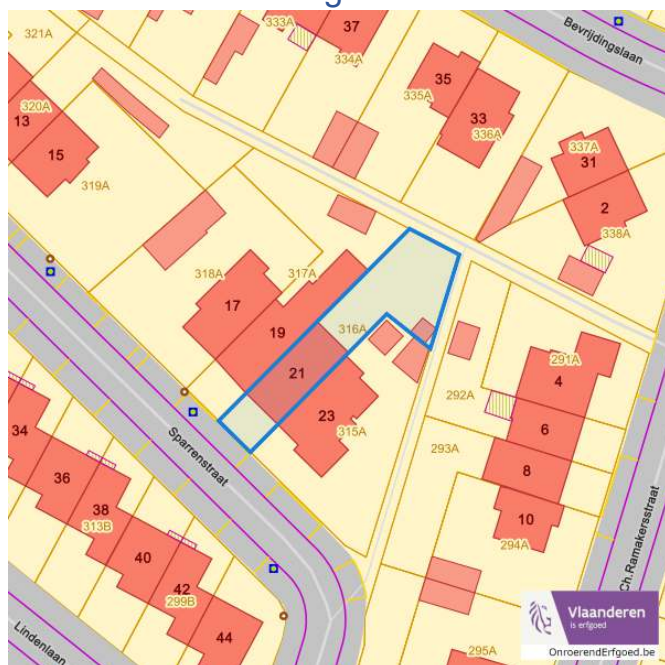 321A
333A
37
334A
Bevrijdingslaan
35
335A
33
336A
337A
31
2
338A
320A
13
15
319A
318A
317A
17
19
316A
21
23
315A
291A
4
292A
6
293A
8
10
294A
295A
Sparrenstraat
34
36
38
313B
40
42
299B
44
Lindenlaan
Ch.Ramakersstraat
Vlaanderen
is erfgoed
OnroerendErfgoed.be